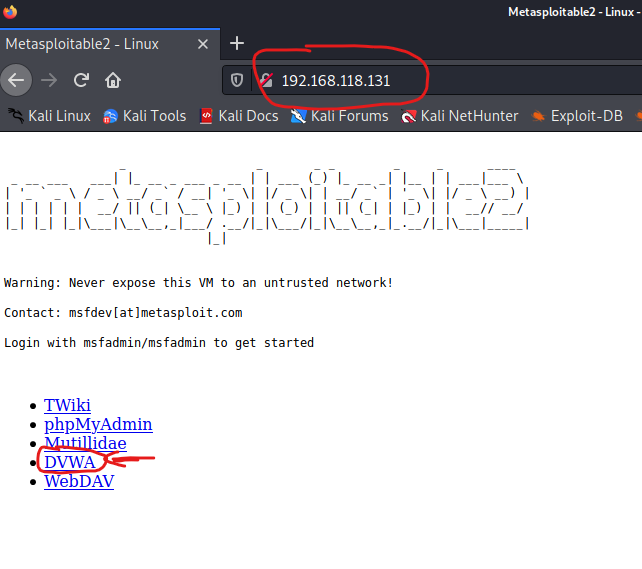 Metasploitable2 - Linux -
Metasploitable2 - Linux
192.168.118.131
Kali Linux Kali Tools Kali Docs Kali Forums Kali NetHunter Exploit-DB
metasploitable2
Warning: Never expose this VM to an untrusted network!
Contact: msfdev[at]metasploit.com
Login with msfadmin/msfadmin to get started
TWiki
phpMyAdmin
Mutillidae
DVWA
WebDAV